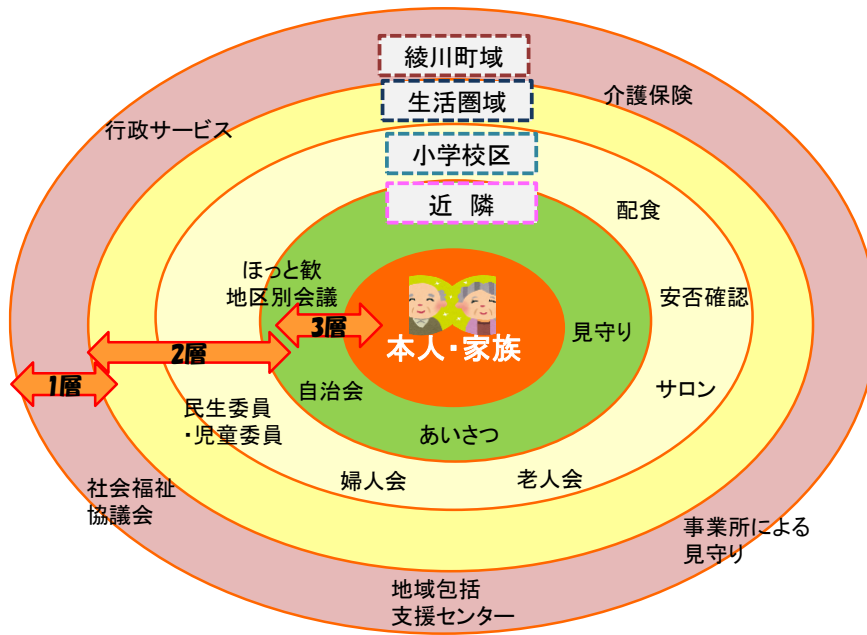 綾川町域
生活圏域
小学校区
近 隣
介護保険
行政サービス
配食
ほっと歓
地区別会議
安否確認
3層
見守り
本人・家族
2層
1層
自治会
サロン
民生委員
・児童委員
あいさつ
婦人会
老人会
社会福祉
協議会
事業所による
見守り
地域包括
支援センター